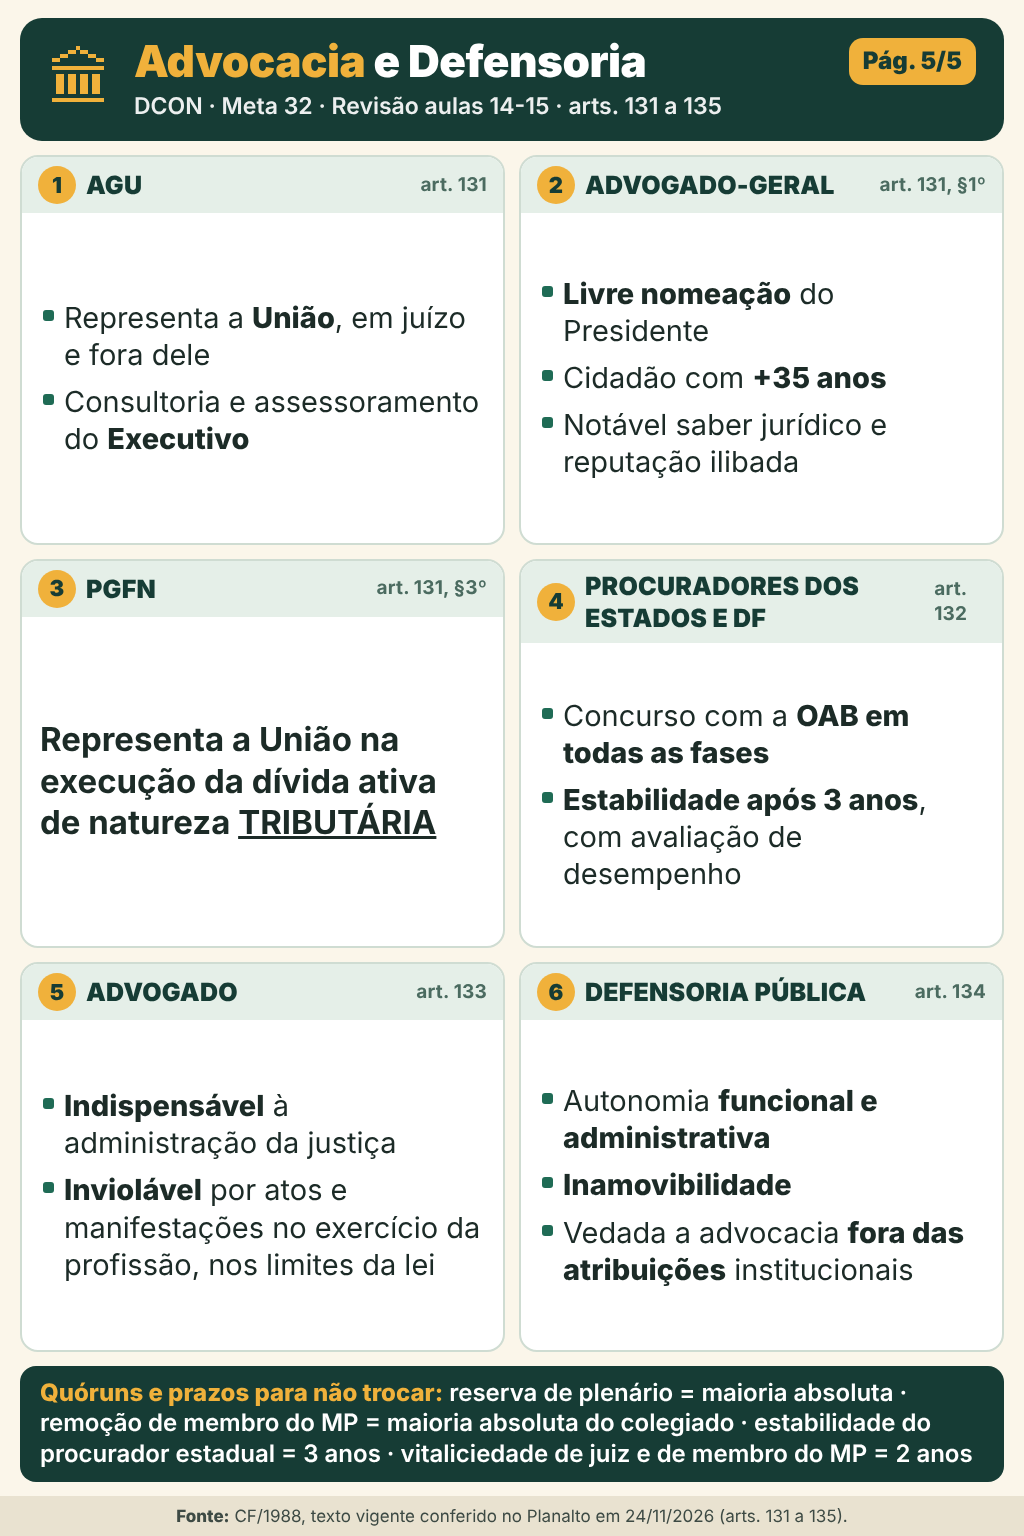 Advocacia e Defensoria
DCON · Meta 32 · Revisão aulas 14-15 · arts. 131 a 135
Pág. 5/5
1 AGU art. 131
Representa a União, em juízo
e fora dele
Consultoria e assessoramento
do Executivo
2 ADVOGADO-GERAL art. 131, §1º
Livre nomeação do
Presidente
Cidadão com +35 anos
Notável saber jurídico e
reputação ilibada
3 PGFN art. 131, §3º
Representa a União na
execução da dívida ativa
de natureza TRIBUTÁRIA
4 PROCURADORES DOS
ESTADOS E DF
art.
132
Concurso com a OAB em
todas as fases
Estabilidade após 3 anos,
com avaliação de
desempenho
5 ADVOGADO art. 133
Indispensável à
administração da justiça
Inviolável por atos e
manifestações no exercício da
profissão, nos limites da lei
6 DEFENSORIA PÚBLICA art. 134
Autonomia funcional e
administrativa
Inamovibilidade
Vedada a advocacia fora das
atribuições institucionais
Quóruns e prazos para não trocar: reserva de plenário = maioria absoluta ·
remoção de membro do MP = maioria absoluta do colegiado · estabilidade do
procurador estadual = 3 anos · vitaliciedade de juiz e de membro do MP = 2 anos
Fonte: CF/1988, texto vigente conferido no Planalto em 24/11/2026 (arts. 131 a 135).